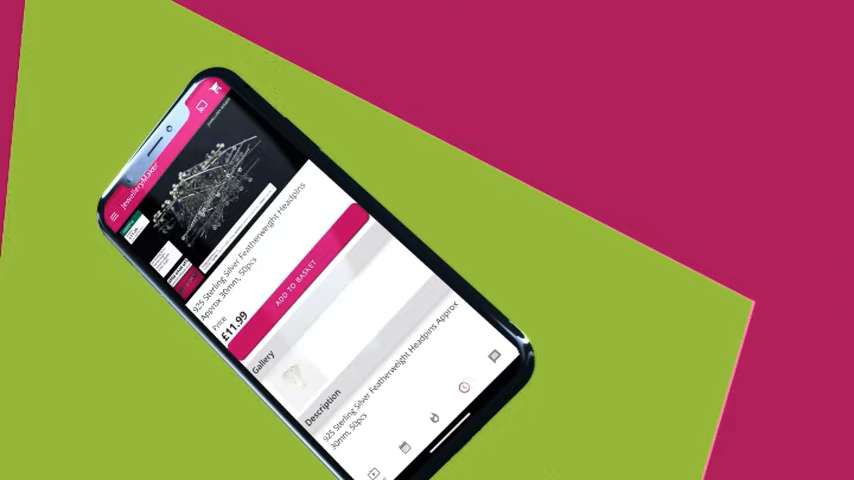 JewelleryMaker
925 Sterling Silver Featherweight Headpins
Approx 30mm, 50pcs
Price
£11.99
ADD TO BASKET
Gallery
Description
925 Sterling Silver Featherweight Headpins Approx
30mm, 50pcs